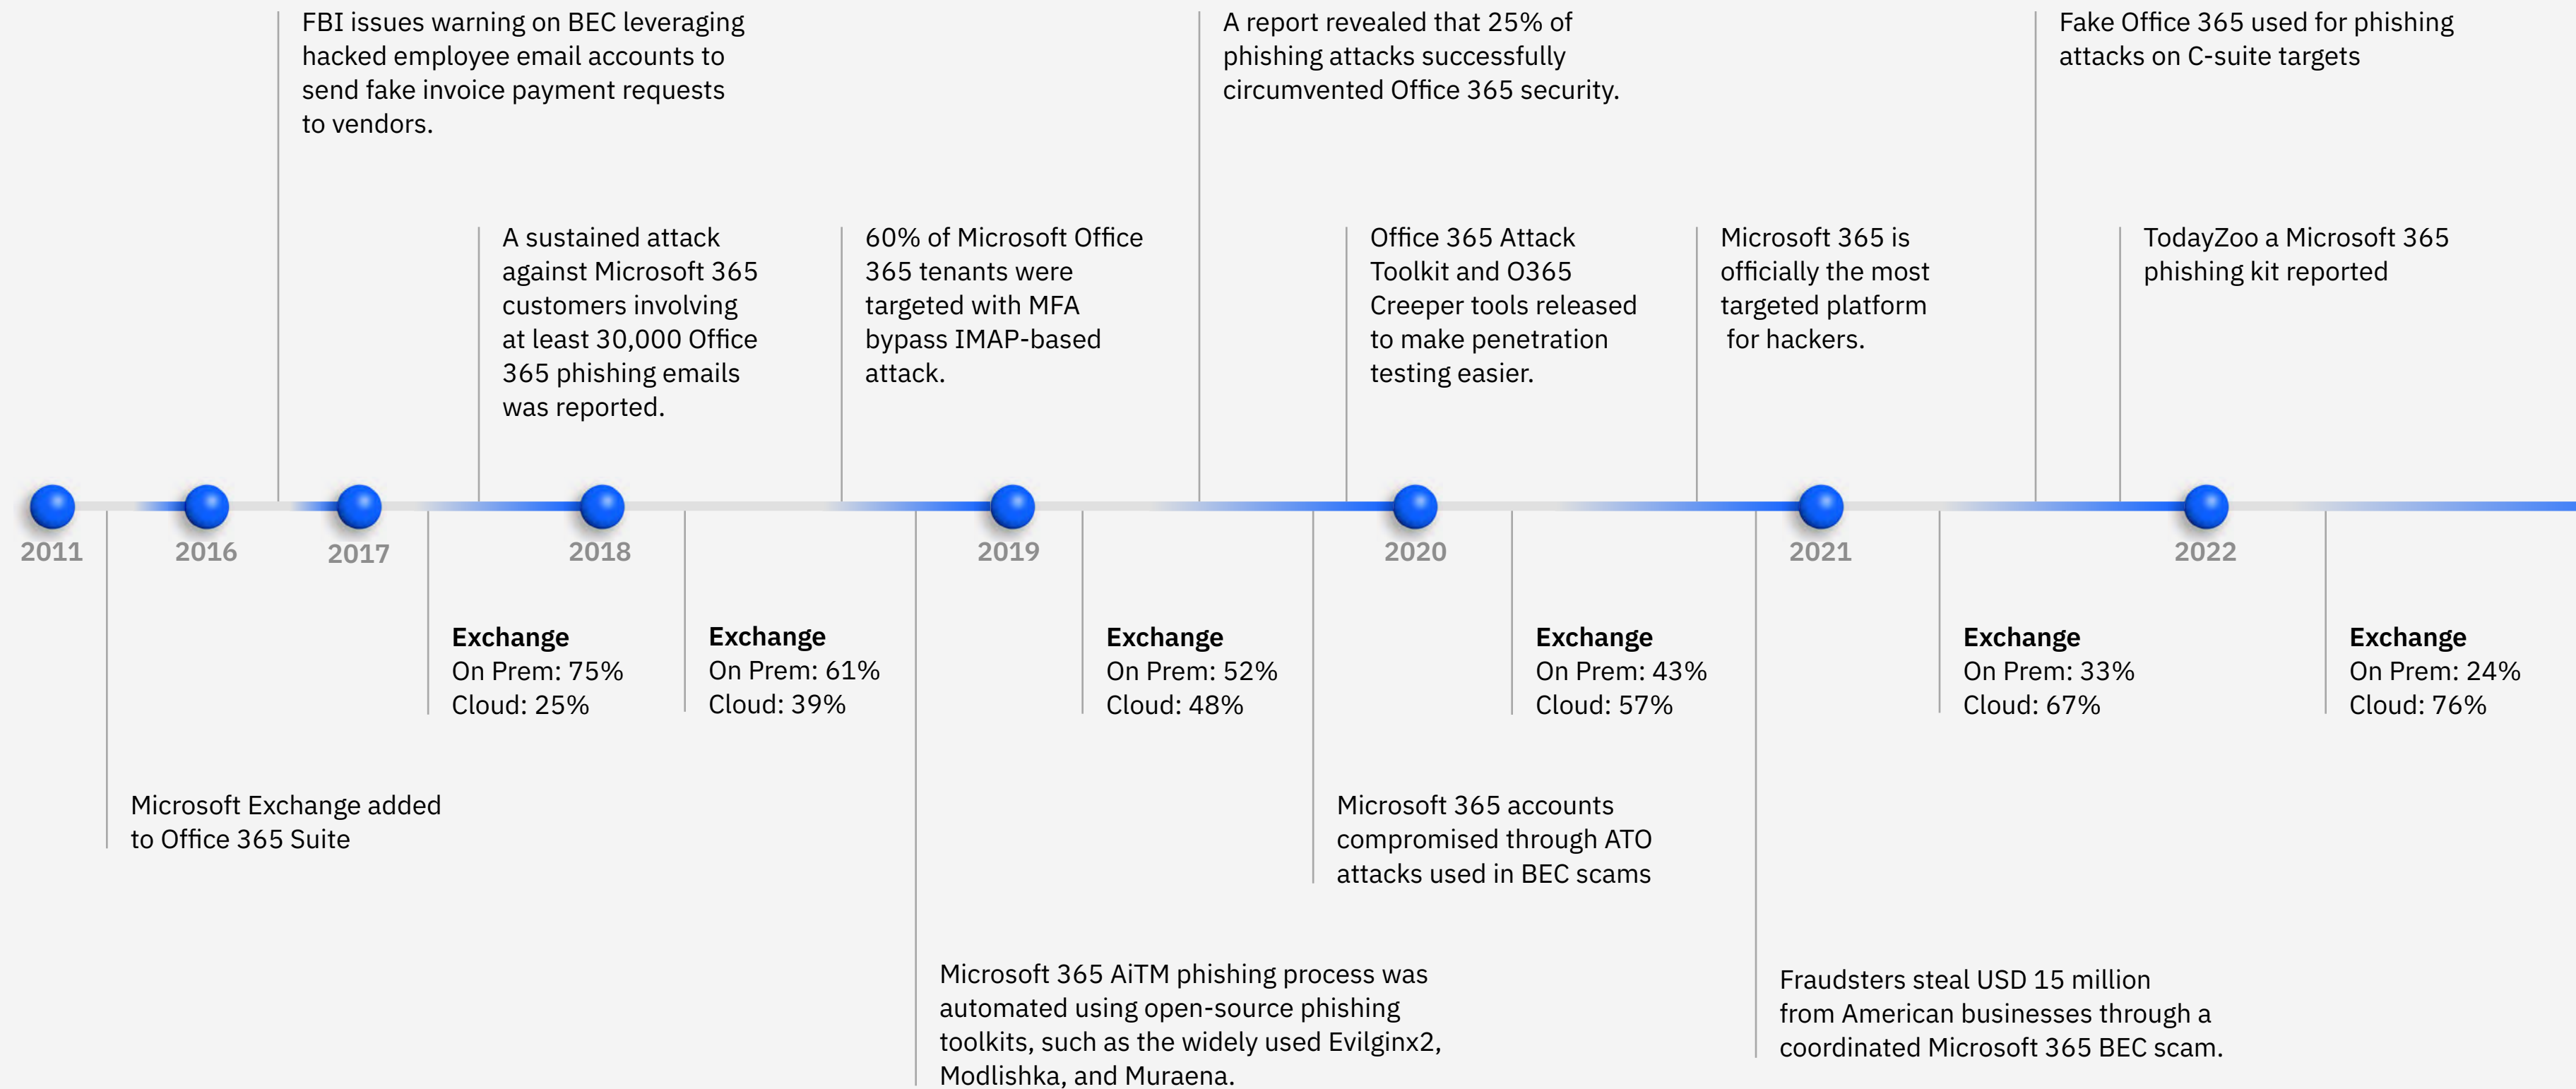 FBI issues warning on BEC leveraging
hacked employee email accounts to
send fake invoice payment requests
to vendors.
A report revealed that 25% of
phishing attacks successfully
circumvented Office 365 security.
Fake Office 365 used for phishing
attacks on C-suite targets
A sustained attack
against Microsoft 365
customers involving
at least 30,000 Office
365 phishing emails
was reported.
60% of Microsoft Office
365 tenants were
targeted with MFA
bypass IMAP-based
attack.
Office 365 Attack
Toolkit and O365
Creeper tools released
to make penetration
testing easier.
Microsoft 365 is
officially the most
targeted platform
for hackers.
TodayZoo a Microsoft 365
phishing kit reported
2011
2016
2017
2018
2019
2020
2021
2022
Exchange
On Prem: 75%
Cloud: 25%
Exchange
On Prem: 61%
Cloud: 39%
Exchange
On Prem: 52%
Cloud: 48%
Exchange
On Prem: 43%
Cloud: 57%
Exchange
On Prem: 33%
Cloud: 67%
Exchange
On Prem: 24%
Cloud: 76%
Microsoft Exchange added
to Office 365 Suite
Microsoft 365 accounts
compromised through ATO
attacks used in BEC scams
Microsoft 365 AiTM phishing process was
automated using open-source phishing
toolkits, such as the widely used Evilginx2,
Modlishka, and Muraena.
Fraudsters steal USD 15 million
from American businesses through a
coordinated Microsoft 365 BEC scam.